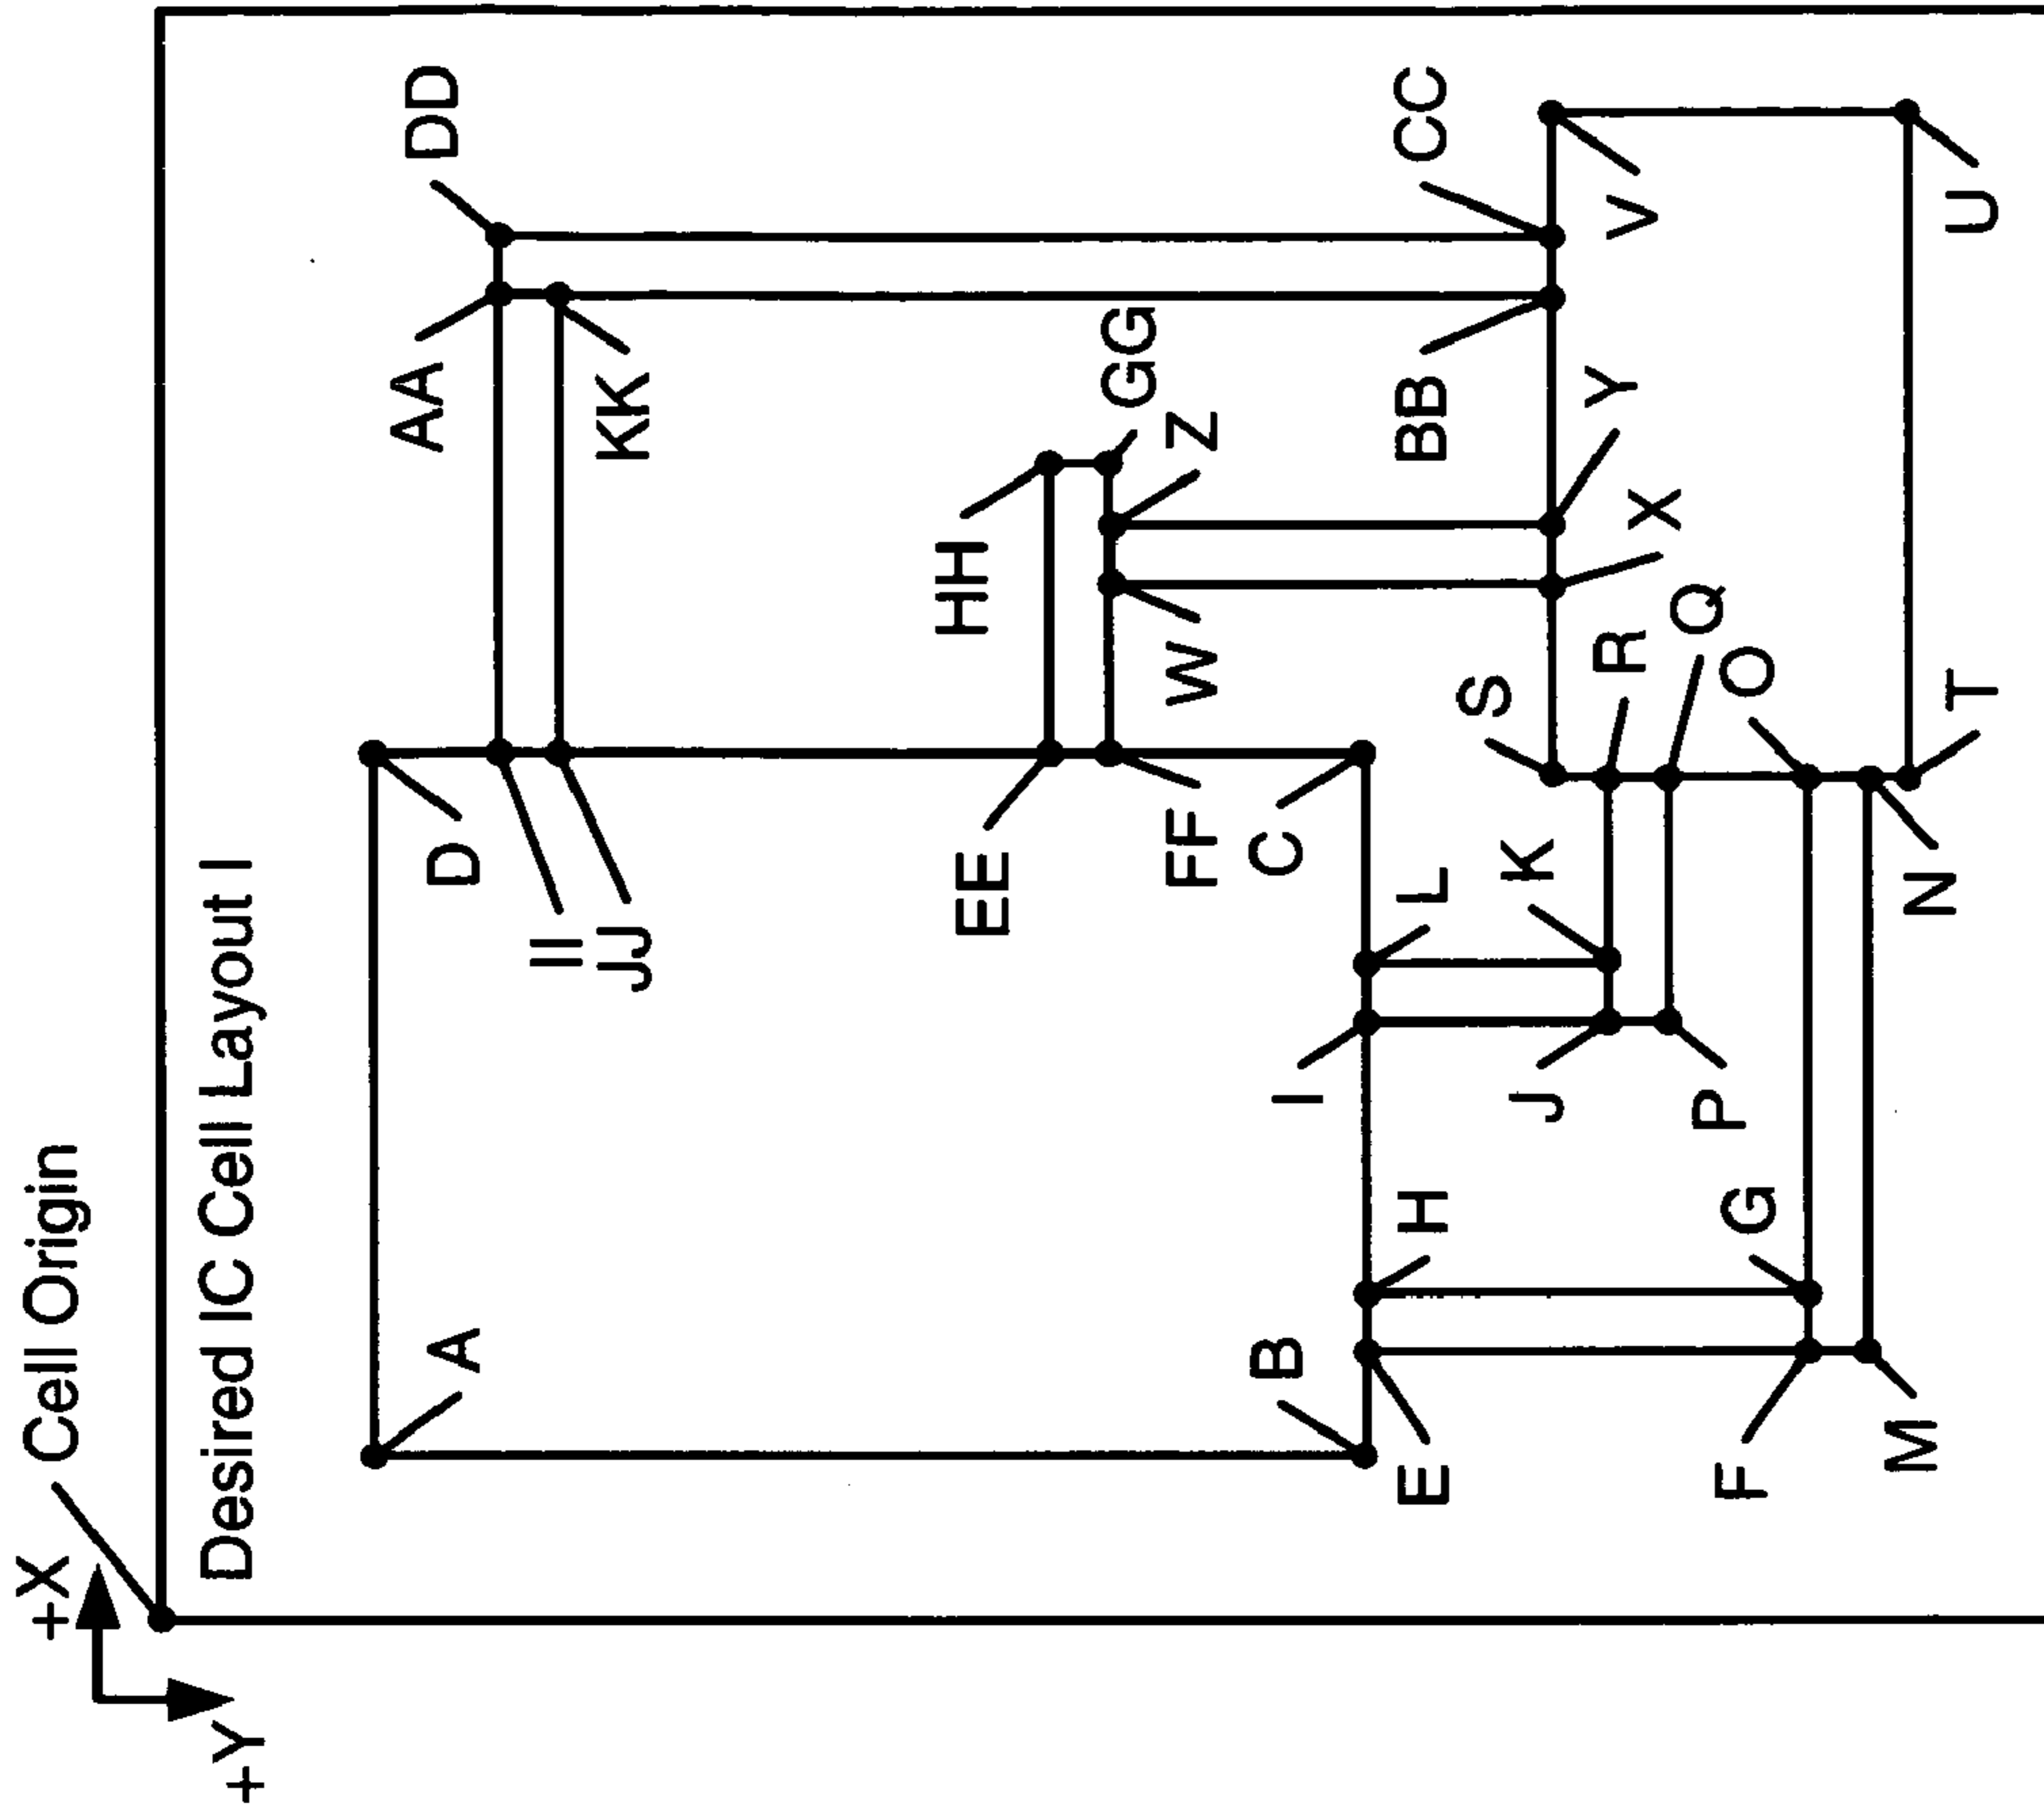 +X
+Y
Cell Origin
Desired IC Cell Layout I
A
D
AA
DD
II
JJ
KK
EE
HH
FF
W
Z
GG
B
I
C
E
H
L
BB
CC
J
K
S
R
Y
V
X
F
P
G
O
Q
M
N
T
U